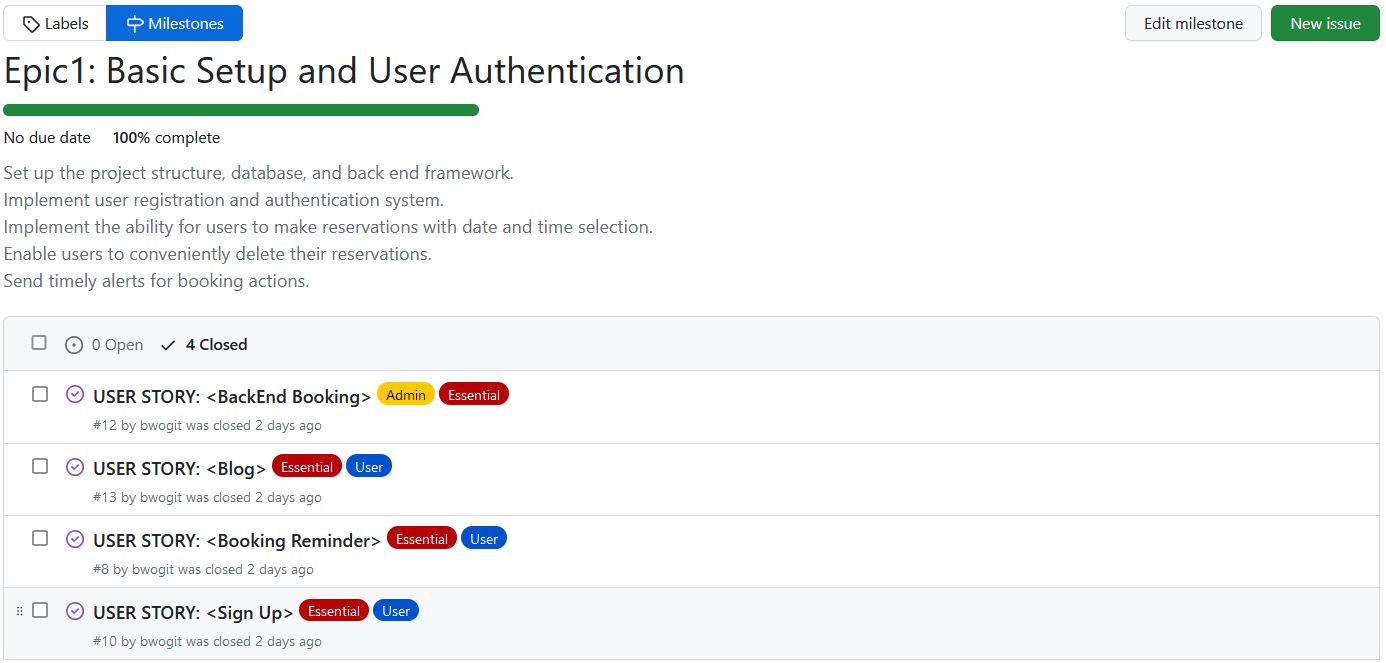 Labels Milestones Edit milestone New issue
Epic1: Basic Setup and User Authentication
No due date 100% complete
Set up the project structure, database, and back end framework.
Implement user registration and authentication system.
Implement the ability for users to make reservations with date and time selection.
Enable users to conveniently delete their reservations.
Send timely alerts for booking actions.
0 Open 4 Closed
USER STORY: <BackEnd Booking> Admin Essential
#12 by bwogit was closed 2 days ago
USER STORY: <Blog> Essential User
#13 by bwogit was closed 2 days ago
USER STORY: <Booking Reminder> Essential User
#8 by bwogit was closed 2 days ago
USER STORY: <Sign Up> Essential User
#10 by bwogit was closed 2 days ago